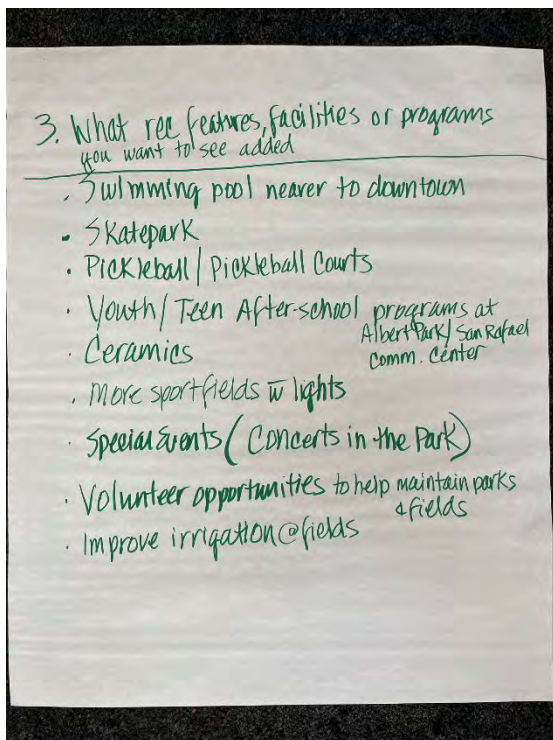 3. What rec features, facilities or programs
you want to see added
. Swimming pool nearer to downtown
• Skatepark
· Pickleball / Pickleball Courts
· Youth / Teen After-school programs at
Albert Park / San Rafael
Comm. Center
· Ceramics
. More sportfields w lights
· Special Events (Concerts in the Park)
· Volunteer opportunities to help maintain parks
& fields
· Improve irrigation @ fields